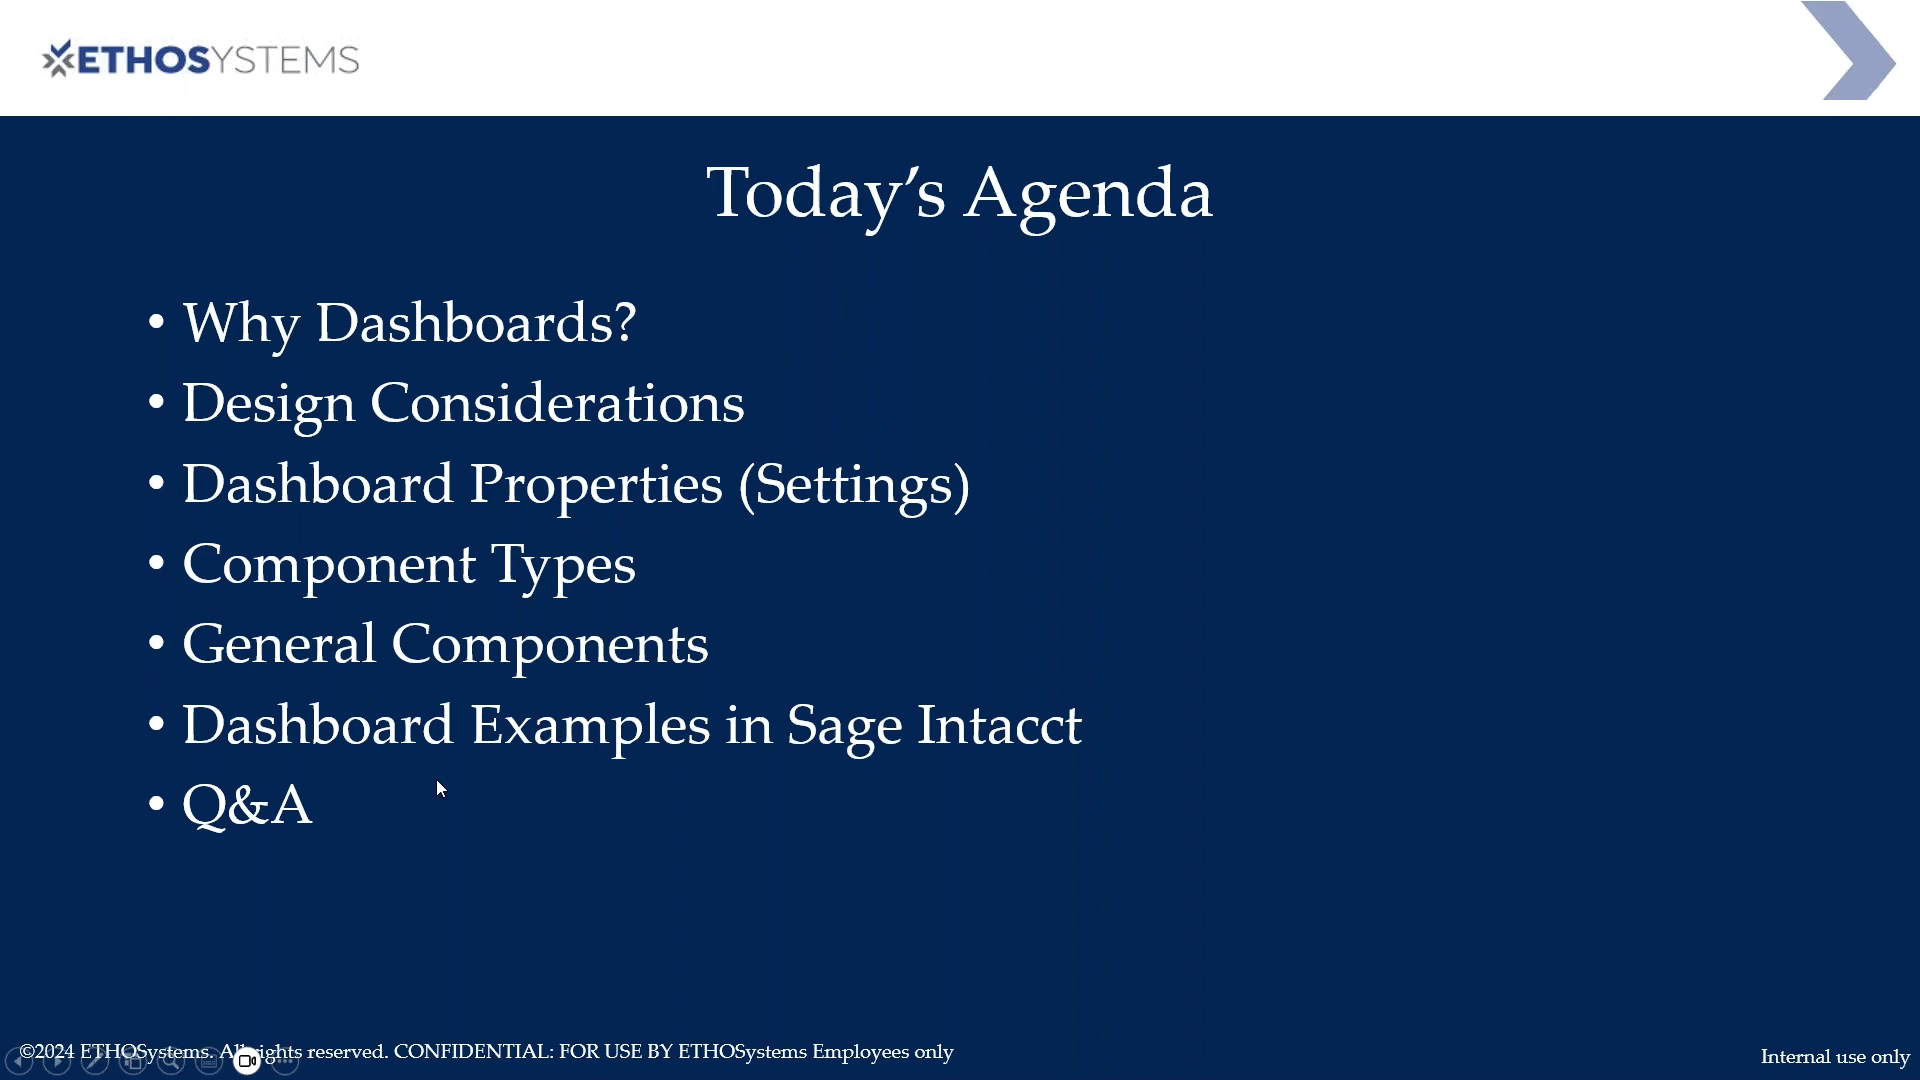 ETHOSYSTEMS
Today's Agenda
• Why Dashboards?
• Design Considerations
• Dashboard Properties (Settings)
• Component Types
• General Components
• Dashboard Examples in Sage Intacct
• Q&A
©2024 ETHOSystems. All rights reserved. CONFIDENTIAL: FOR USE BY ETHOSystems Employees only
Internal use only